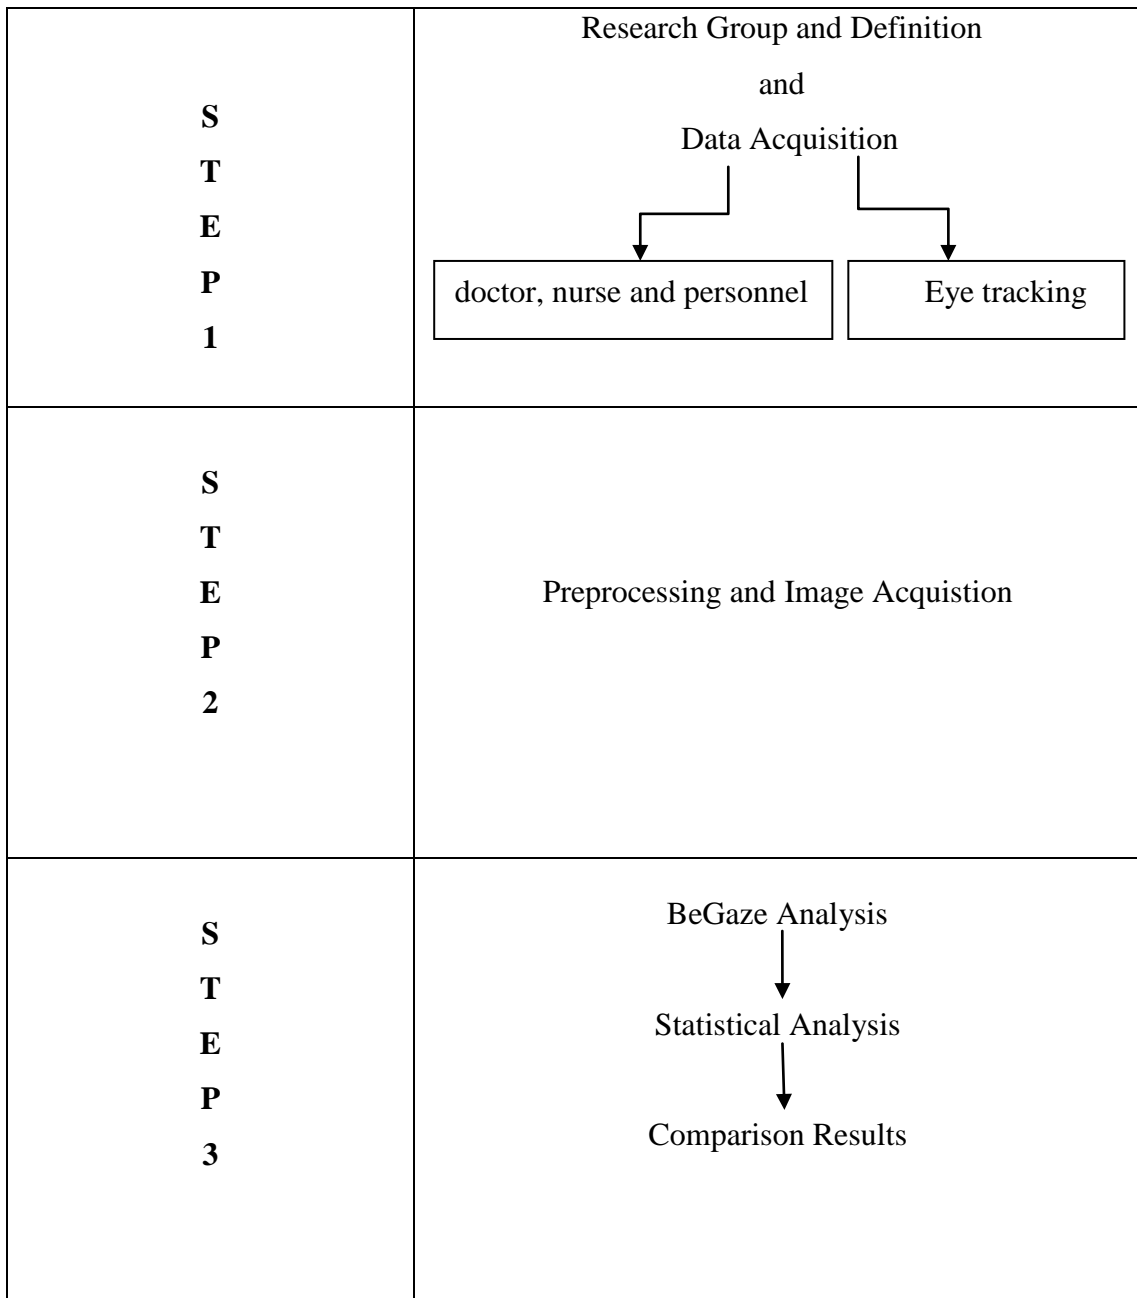 S
T
E
P
1
Research Group and Definition
and
Data Acquisition
doctor, nurse and personnel
Eye tracking
S
T
E
P
2
Preprocessing and Image Acquistion
S
T
E
P
3
BeGaze Analysis
Statistical Analysis
Comparison Results